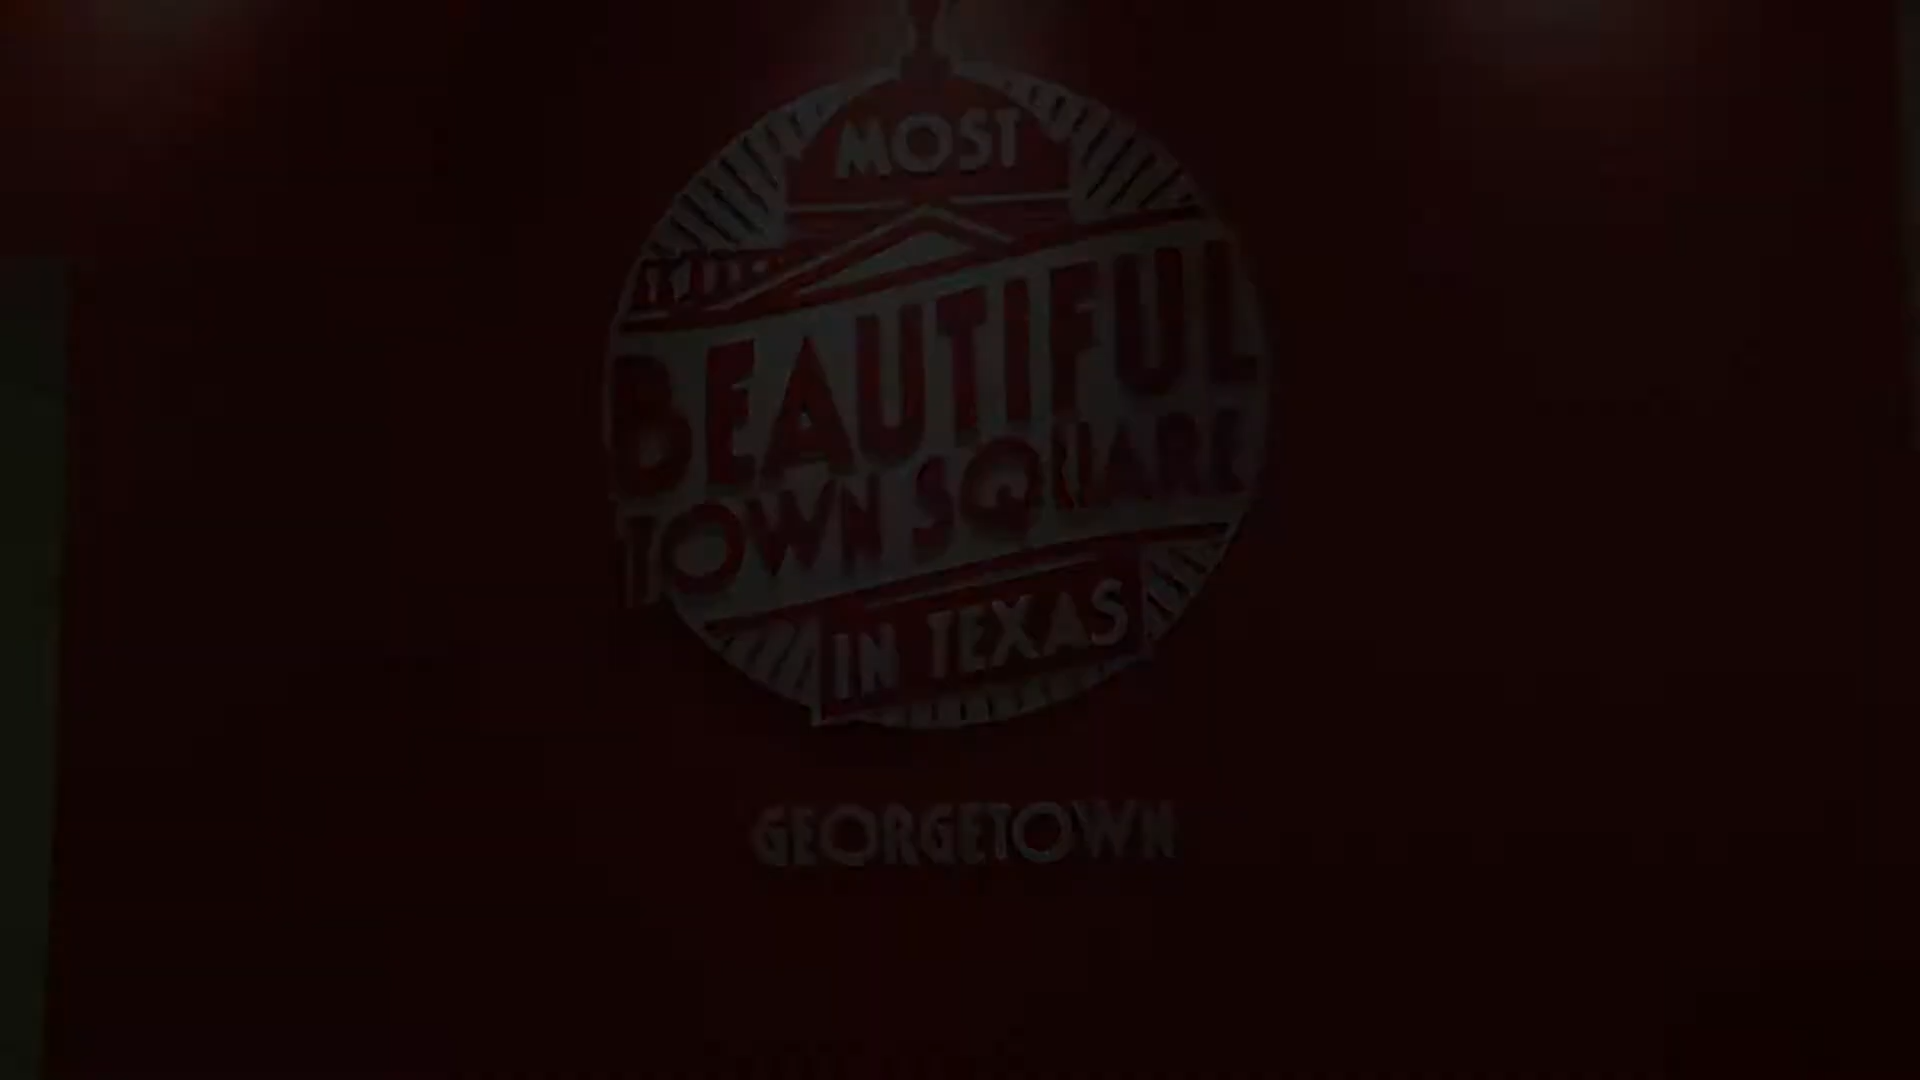 MOST
BEAUTIFUL
TOWN SQUARE
IN TEXAS
GEORGETOWN